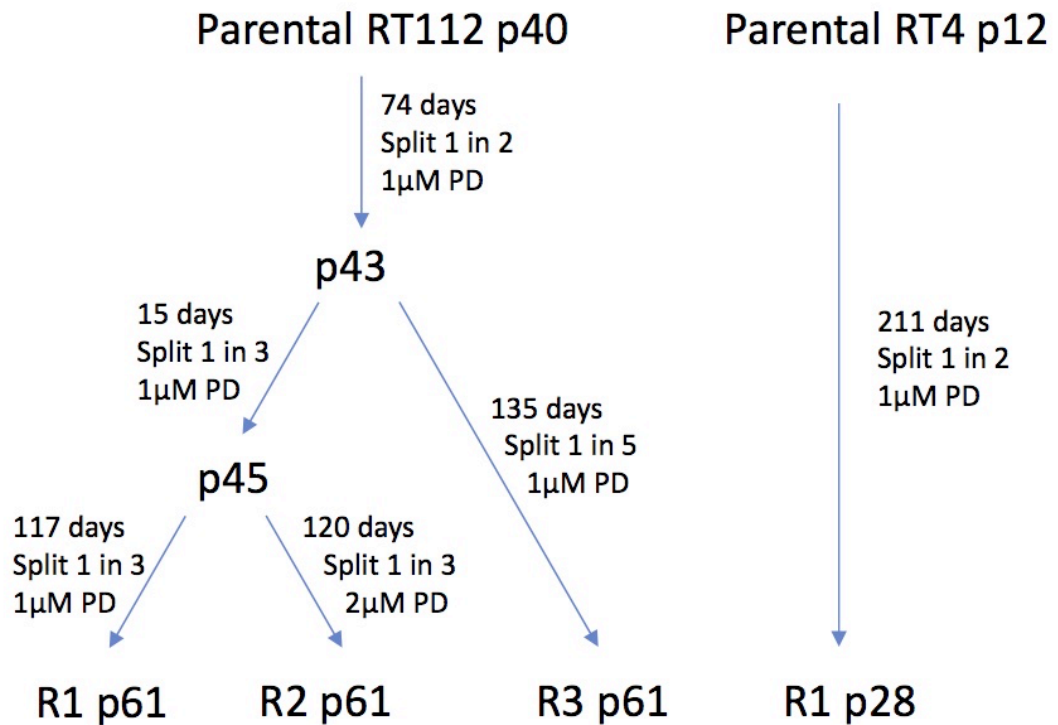 Parental RT112 p40
Parental RT4 p12
74 days
Split 1 in 2
1µM PD
p43
15 days
Split 1 in 3
1µM PD
211 days
Split 1 in 2
1µM PD
135 days
Split 1 in 5
1µM PD
p45
117 days
Split 1 in 3
1µM PD
120 days
Split 1 in 3
2µM PD
R1 p61
R2 p61
R3 p61
R1 p28